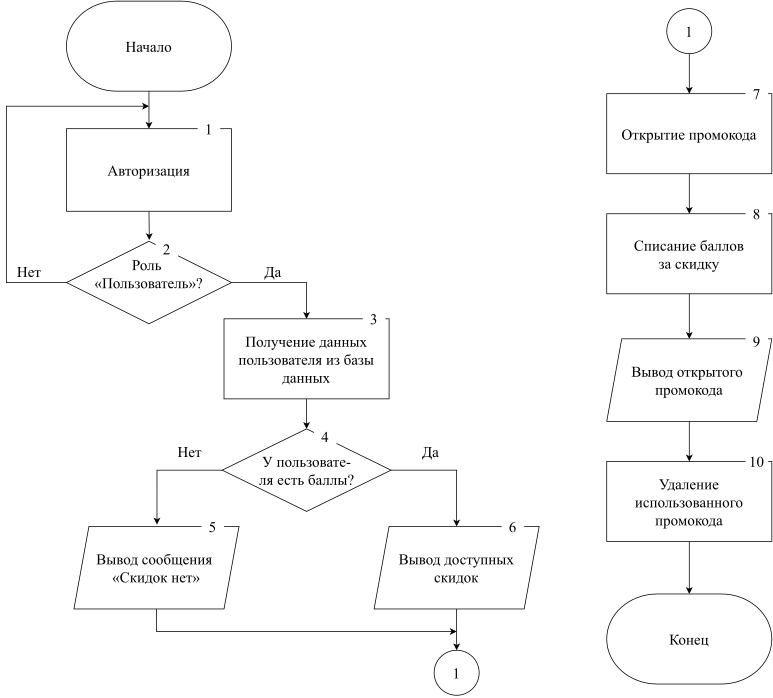 Начало
1
Авторизация
2
Роль
«Пользователь»?
Нет
Да
3
Получение данных
пользователя из базы
данных
4
У пользовате-
ля есть баллы?
Нет
Да
5
Вывод сообщения
«Скидок нет»
6
Вывод доступных
скидок
1
1
7
Открытие промокода
8
Списание баллов
за скидку
9
Вывод открытого
промокода
10
Удаление
использованного
промокода
Конец